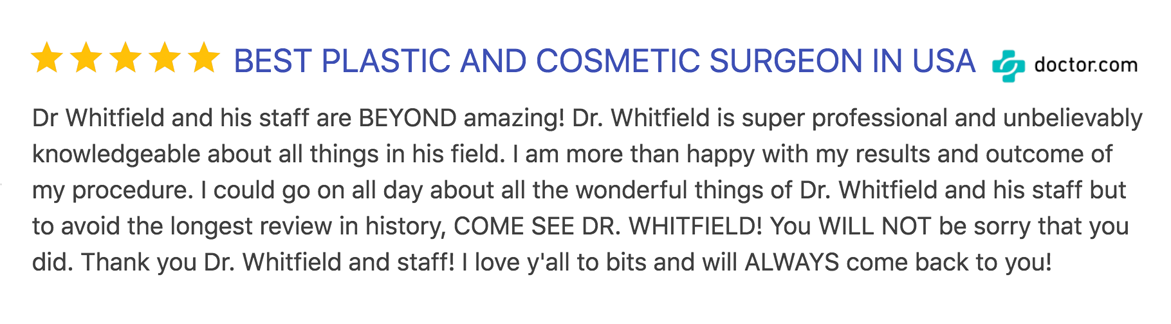 BEST PLASTIC AND COSMETIC SURGEON IN USA doctor.com
Dr Whitfield and his staff are BEYOND amazing! Dr. Whitfield is super professional and unbelievably
knowledgeable about all things in his field. I am more than happy with my results and outcome of
my procedure. I could go on all day about all the wonderful things of Dr. Whitfield and his staff but
to avoid the longest review in history, COME SEE DR. WHITFIELD! You WILL NOT be sorry that you
did. Thank you Dr. Whitfield and staff! I love y'all to bits and will ALWAYS come back to you!